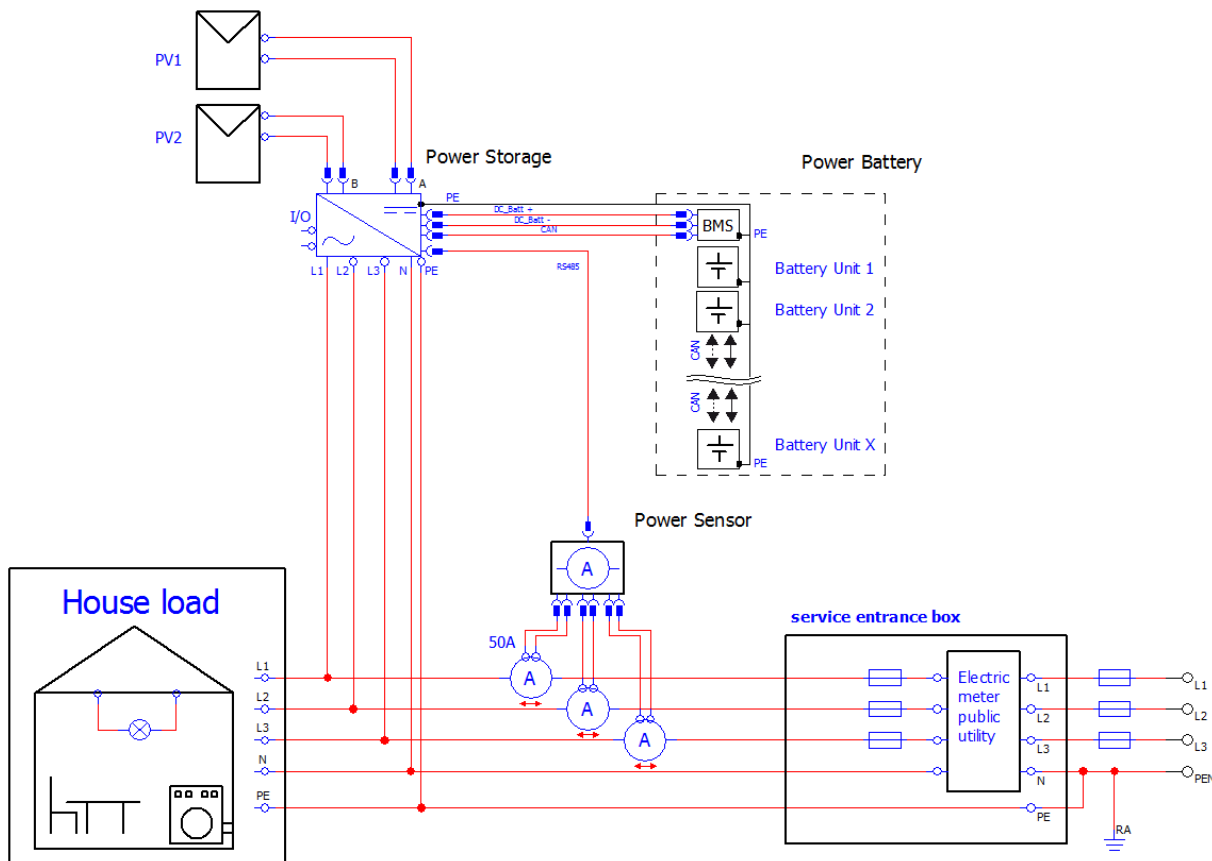 PV1
PV2
Power Storage
Power Battery
B
A
PE
I/O
DC_Batt +
DC_Batt -
CAN
BMS
PE
RS485
L1
L2
L3
N
PE
Battery Unit 1
Battery Unit 2
CAN
CAN
Battery Unit X
PE
Power Sensor
A
House load
service entrance box
50A
L1
A
Electric
meter
public
utility
L1
L1
L2
A
L2
L2
L3
A
L3
L3
N
N
PEN
PE
PE
RA